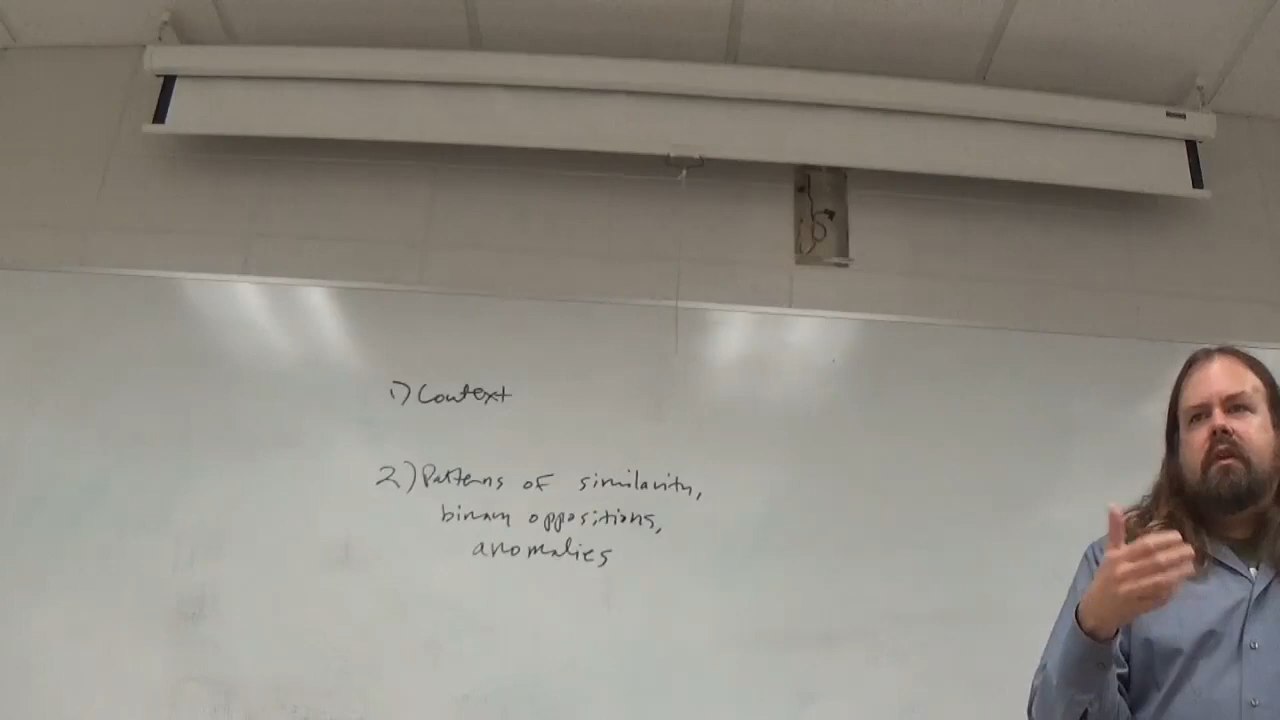 1) Context
2) Patterns of similarity,
binary oppositions,
anomalies